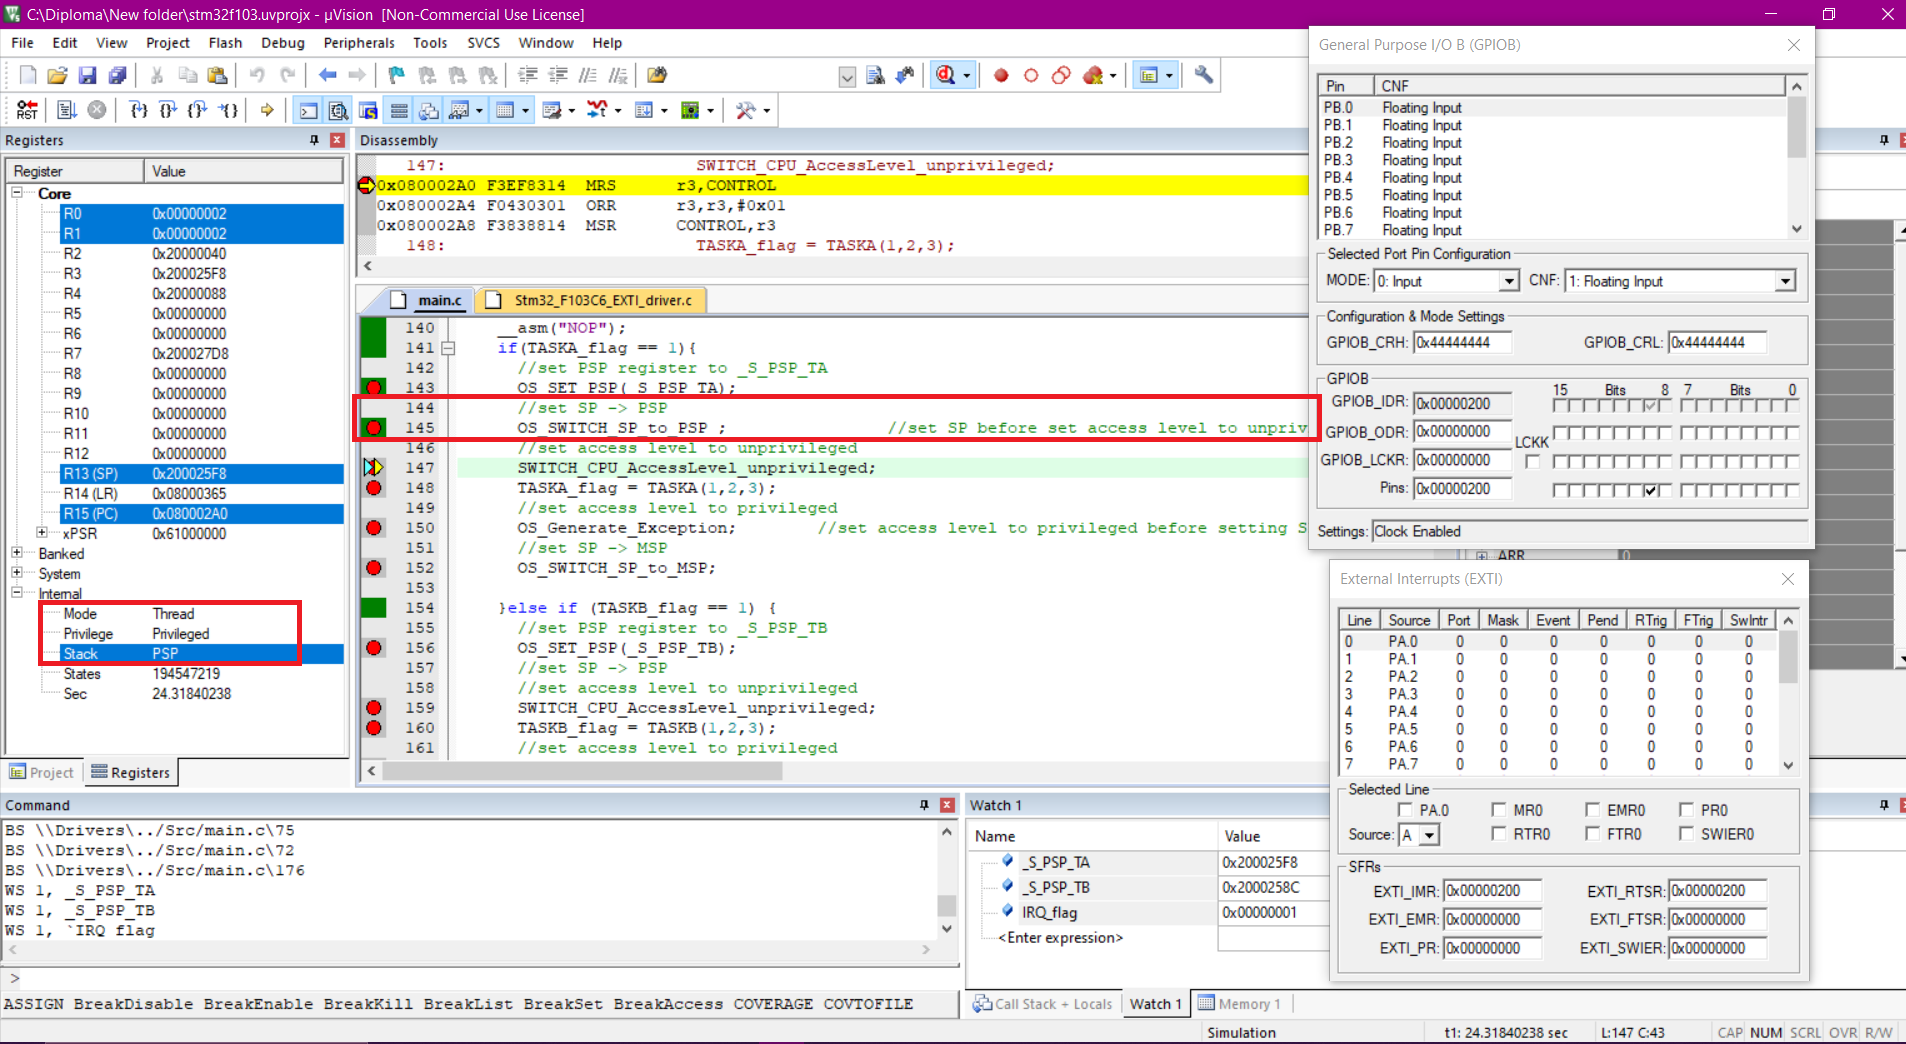 C:\Diploma\New folder\stm32f103.uvprojx - µVision  [Non-Commercial Use License]
File Edit View Project Flash Debug Peripherals Tools SVCS Window Help
RST
Registers
Register Value
Core
R0 0x00000002
R1 0x00000002
R2 0x20000040
R3 0x200025F8
R4 0x20000088
R5 0x00000000
R6 0x00000000
R7 0x200027D8
R8 0x00000000
R9 0x00000000
R10 0x00000000
R11 0x00000000
R12 0x00000000
R13 (SP) 0x200025F8
R14 (LR) 0x08000365
R15 (PC) 0x080002A0
xPSR 0x61000000
Banked
System
Internal
Mode Thread
Privilege Privileged
Stack PSP
States 194547219
Sec 24.31840238
Project Registers
Disassembly
147: SWITCH_CPU_AccessLevel_unprivileged;
0x080002A0 F3EF8314 MRS r3,CONTROL
0x080002A4 F0430301 ORR r3,r3,#0x01
0x080002A8 F3838814 MSR CONTROL,r3
148: TASKA_flag = TASKA(1,2,3);
main.c Stm32_F103C6_EXTI_driver.c
140 __asm("NOP");
141 if(TASKA_flag == 1){
142 //set PSP register to _S_PSP_TA
143 OS_SET_PSP(_S_PSP_TA);
144 //set SP -> PSP
145 OS_SWITCH_SP_to_PSP ; //set SP before set access level to unpriv
146 //set access level to unprivileged
147 SWITCH_CPU_AccessLevel_unprivileged;
148 TASKA_flag = TASKA(1,2,3);
149 //set access level to privileged
150 OS_Generate_Exception; //set access level to privileged before setting S
151 //set SP -> MSP
152 OS_SWITCH_SP_to_MSP;
153
154 }else if (TASKB_flag == 1) {
155 //set PSP register to _S_PSP_TB
156 OS_SET_PSP(_S_PSP_TB);
157 //set SP -> PSP
158 //set access level to unprivileged
159 SWITCH_CPU_AccessLevel_unprivileged;
160 TASKB_flag = TASKB(1,2,3);
161 //set access level to privileged
General Purpose I/O B (GPIOB)
Pin CNF
PB.0 Floating Input
PB.1 Floating Input
PB.2 Floating Input
PB.3 Floating Input
PB.4 Floating Input
PB.5 Floating Input
PB.6 Floating Input
PB.7 Floating Input
Selected Port Pin Configuration
MODE: 0: Input CNF: 1: Floating Input
Configuration & Mode Settings
GPIOB_CRH: 0x44444444 GPIOB_CRL: 0x44444444
GPIOB
15 Bits 8 7 Bits 0
GPIOB_IDR: 0x00000200
GPIOB_ODR: 0x00000000
LCKK
GPIOB_LCKR: 0x00000000
Pins: 0x00000200
Settings: Clock Enabled
ARR 0
External Interrupts (EXTI)
Line Source Port Mask Event Pend RTrig FTrig SwIntr
0 PA.0 0 0 0 0 0 0 0
1 PA.1 0 0 0 0 0 0 0
2 PA.2 0 0 0 0 0 0 0
3 PA.3 0 0 0 0 0 0 0
4 PA.4 0 0 0 0 0 0 0
5 PA.5 0 0 0 0 0 0 0
6 PA.6 0 0 0 0 0 0 0
7 PA.7 0 0 0 0 0 0 0
Selected Line
PA.0 MR0 EMR0 PR0
Source: A RTR0 FTR0 SWIER0
SFRs
EXTI_IMR: 0x00000200 EXTI_RTSR: 0x00000200
EXTI_EMR: 0x00000000 EXTI_FTSR: 0x00000000
EXTI_PR: 0x00000000 EXTI_SWIER: 0x00000000
Command
BS \\Drivers\../Src/main.c\75
BS \\Drivers\../Src/main.c\72
BS \\Drivers\../Src/main.c\176
WS 1, _S_PSP_TA
WS 1, _S_PSP_TB
WS 1, `IRQ flag
>
ASSIGN BreakDisable BreakEnable BreakKill BreakList BreakSet BreakAccess COVERAGE COVTOFILE
Watch 1
Name Value
_S_PSP_TA 0x200025F8
_S_PSP_TB 0x2000258C
IRQ_flag 0x00000001
<Enter expression>
Call Stack + Locals Watch 1 Memory 1
Simulation t1: 24.31840238 sec L:147 C:43 CAP NUM SCRL OVR R/W